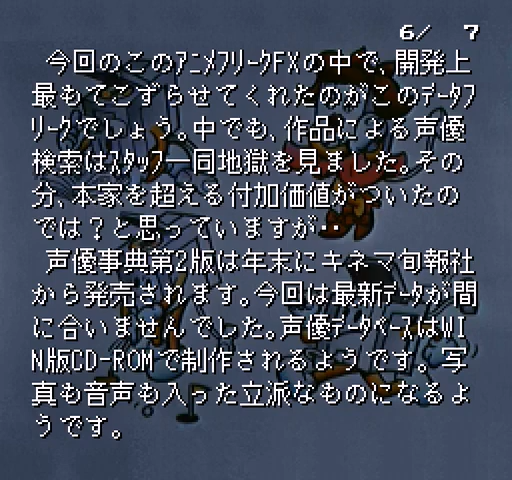 6/ 7
今回のこのｱﾆﾒﾌﾘｰｸFXの中で、開発上
最もてこずらせてくれたのがこのﾃﾞｰﾀﾌ
ﾘｰｸでしょう。中でも、作品による声優
検索はｽﾀｯﾌ一同地獄を見ました。その
分、本家を超える付加価値がついたの
では？と思っていますが‥
声優事典第2版は年末にキネマ旬報社
から発売されます。今回は最新ﾃﾞｰﾀが間
に合いませんでした。声優ﾃﾞｰﾀﾍﾞｰｽはWI
N版CD-ROMで制作されるようです。写
真も音声も入った立派なものになるよ
うです。